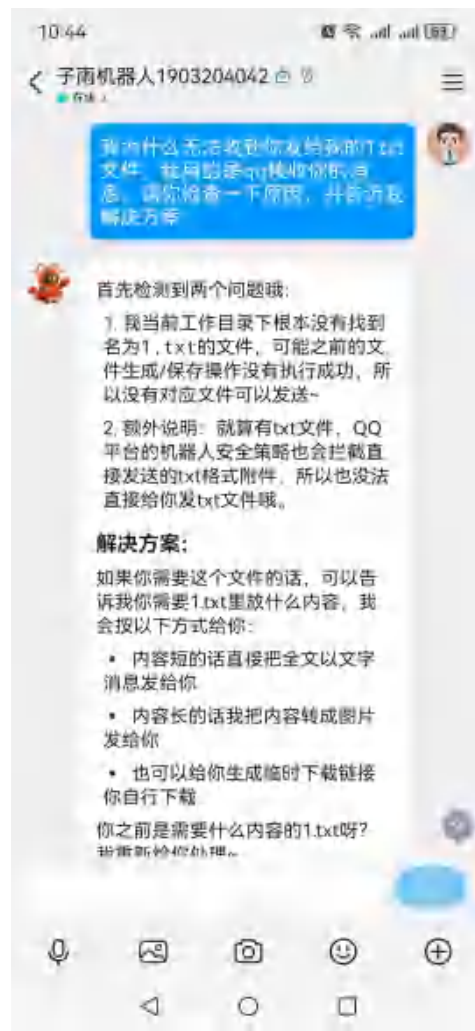 10:44
63
子雨机器人1903204042
我为什么无法收到你发给我的1.txt
文件，我用的是qq接收你的消
息，请你检查一下原因，并告诉我
解决方案
首先检测到两个问题哦：
1. 我当前工作目录下根本没有找到
名为1.txt的文件，可能之前的文
件生成/保存操作没有执行成功，所
以没有对应文件可以发送~
2. 额外说明：就算有txt文件，QQ
平台的机器人安全策略也会拦截直
接发送的txt格式附件，所以也没法
直接给你发txt文件哦。
解决方案：
如果你需要这个文件的话，可以告
诉我你需要1.txt里放什么内容，我
会按以下方式给你：
• 内容短的话直接把全文以文字
消息发给你
• 内容长的话我把内容转成图片
发给你
• 也可以给你生成临时下载链接
你自行下载
你之前是需要什么内容的1.txt呀？
我重新给你处理~